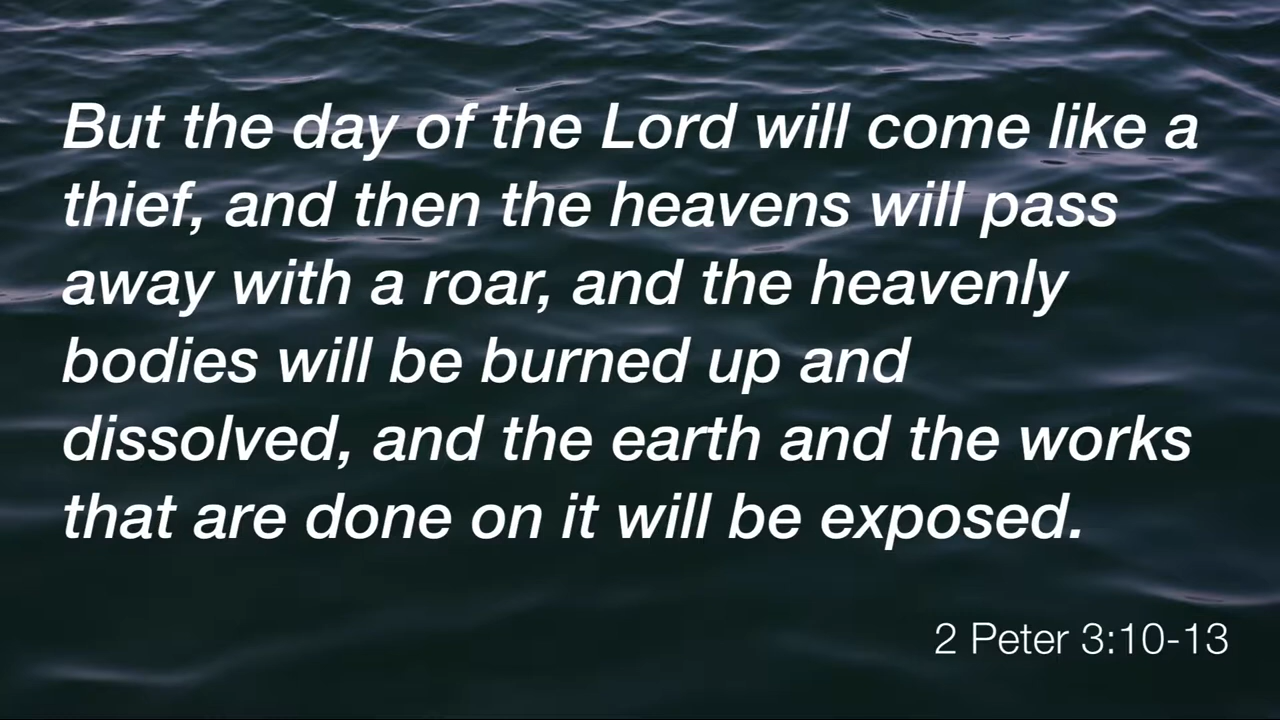 But the day of the Lord will come like a
thief, and then the heavens will pass
away with a roar, and the heavenly
bodies will be burned up and
dissolved, and the earth and the works
that are done on it will be exposed.
2 Peter 3:10-13